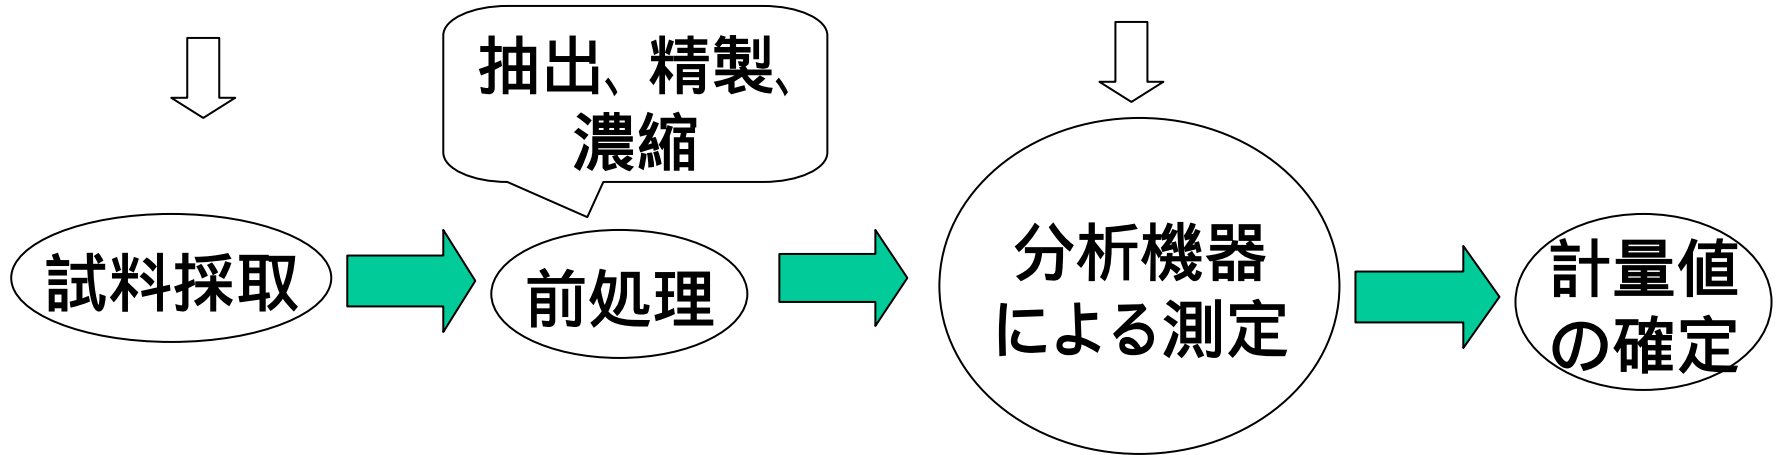 抽出、精製、
濃縮
試料採取
前処理
分析機器
による測定
計量値
の確定